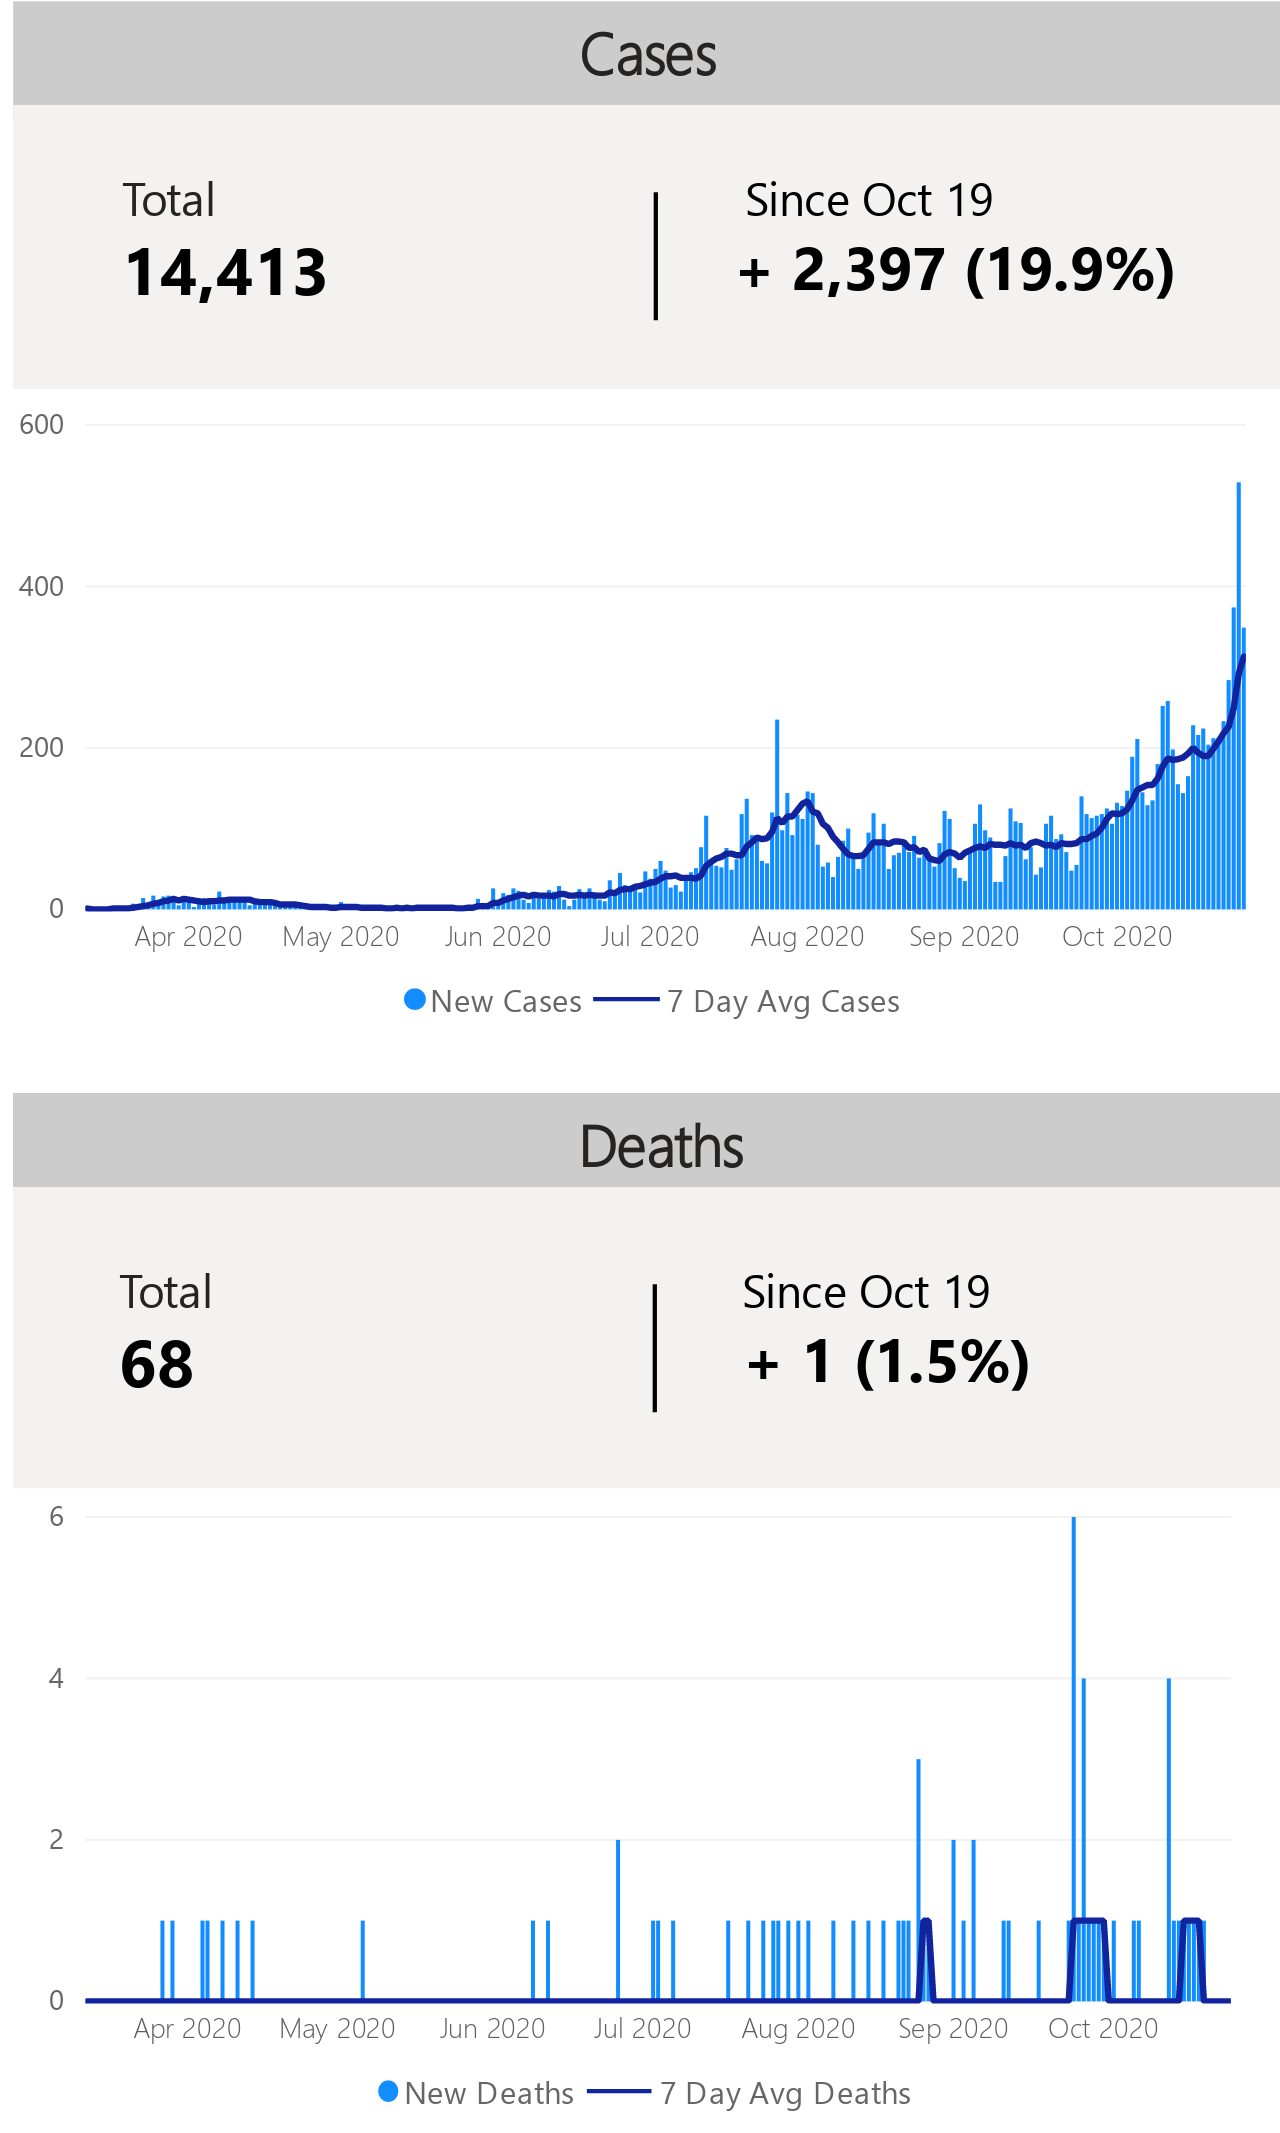 Cases
Total
Since Oct 19
14,413
+ 2,397 (19.9%)
600
400
200
0
Apr 2020
May 2020
Jun 2020
Jul 2020
Aug 2020
Sep 2020
Oct 2020
New Cases
7 Day Avg Cases
Deaths
Total
Since Oct 19
68
+ 1 (1.5%)
6
4
2
0
Apr 2020
May 2020
Jun 2020
Jul 2020
Aug 2020
Sep 2020
Oct 2020
New Deaths
7 Day Avg Deaths